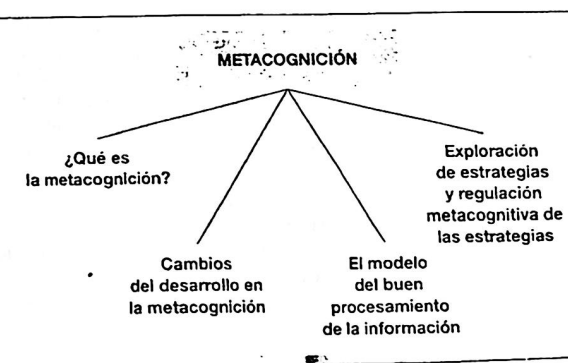 METACOGNICIÓN
¿Qué es
la metacognición?
Cambios
del desarrollo en
la metacognición
El modelo
del buen
procesamiento
de la información
Exploración
de estrategias
y regulación
metacognitiva de
las estrategias